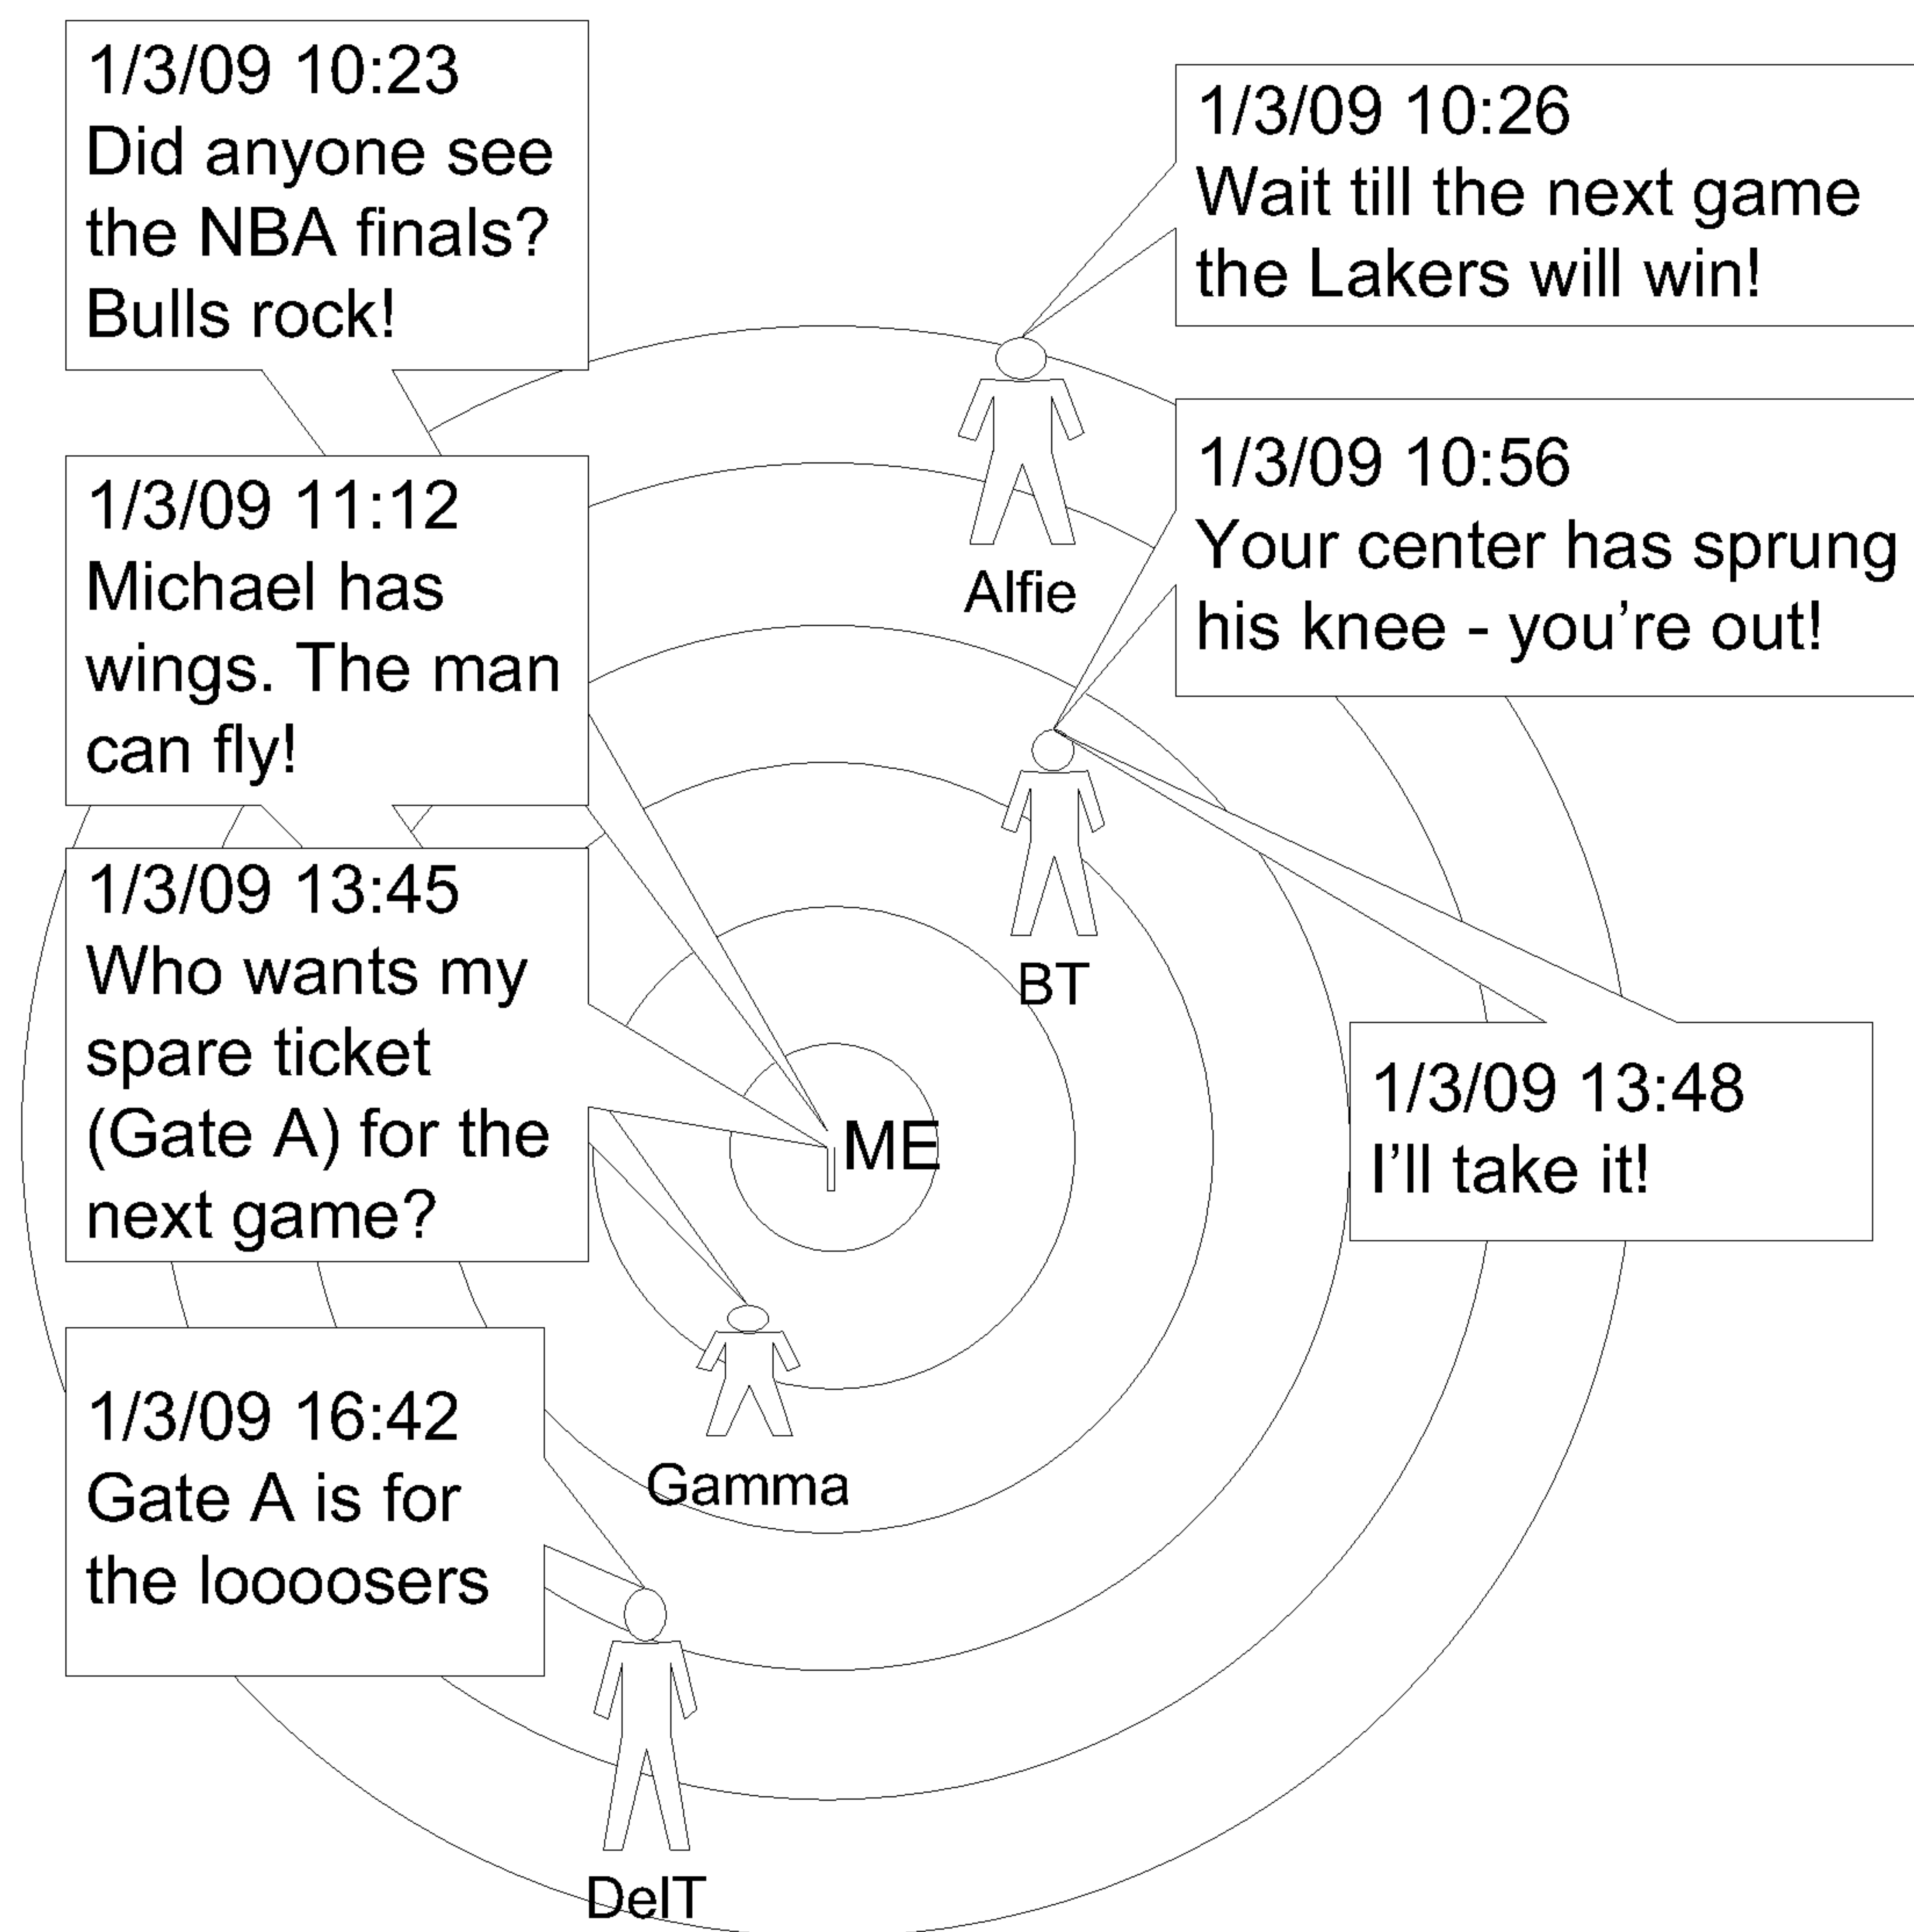 1/3/09 10:23
Did anyone see
the NBA finals?
Bulls rock!
1/3/09 10:26
Wait till the next game
the Lakers will win!
1/3/09 11:12
Michael has
wings. The man
can fly!
Alfie
1/3/09 10:56
Your center has sprung
his knee - you're out!
BT
1/3/09 13:45
Who wants my
spare ticket
(Gate A) for the
next game?
ME
1/3/09 13:48
I'll take it!
Gamma
1/3/09 16:42
Gate A is for
the looooosers
DelT